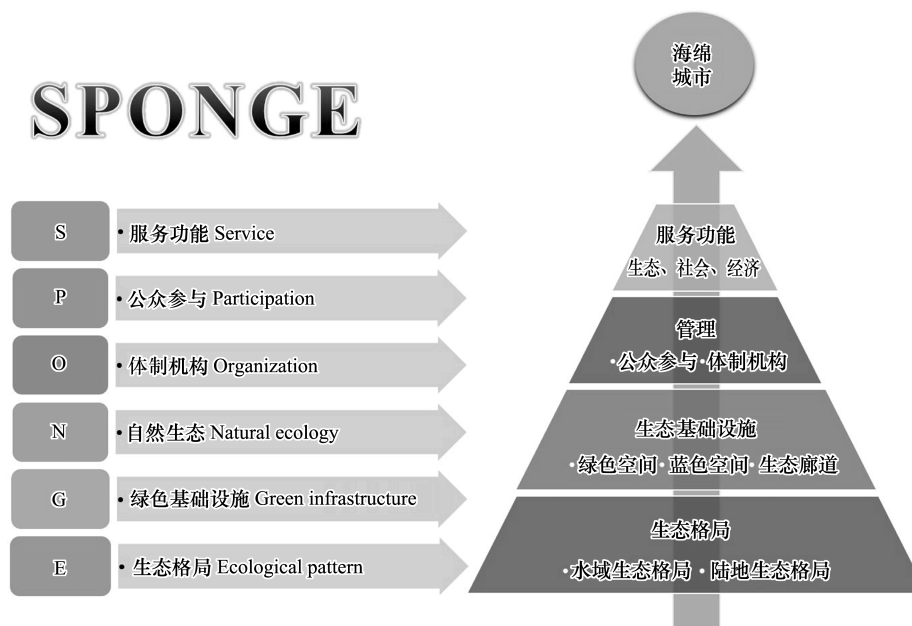 海绵
城市
SPONGE
S
• 服务功能 Service
P
• 公众参与 Participation
O
• 体制机构 Organization
N
• 自然生态 Natural ecology
G
• 绿色基础设施 Green infrastructure
E
• 生态格局 Ecological pattern
服务功能
生态、社会、经济
管理
·公众参与·体制机构
生态基础设施
·绿色空间·蓝色空间·生态廊道
生态格局
·水域生态格局·陆地生态格局